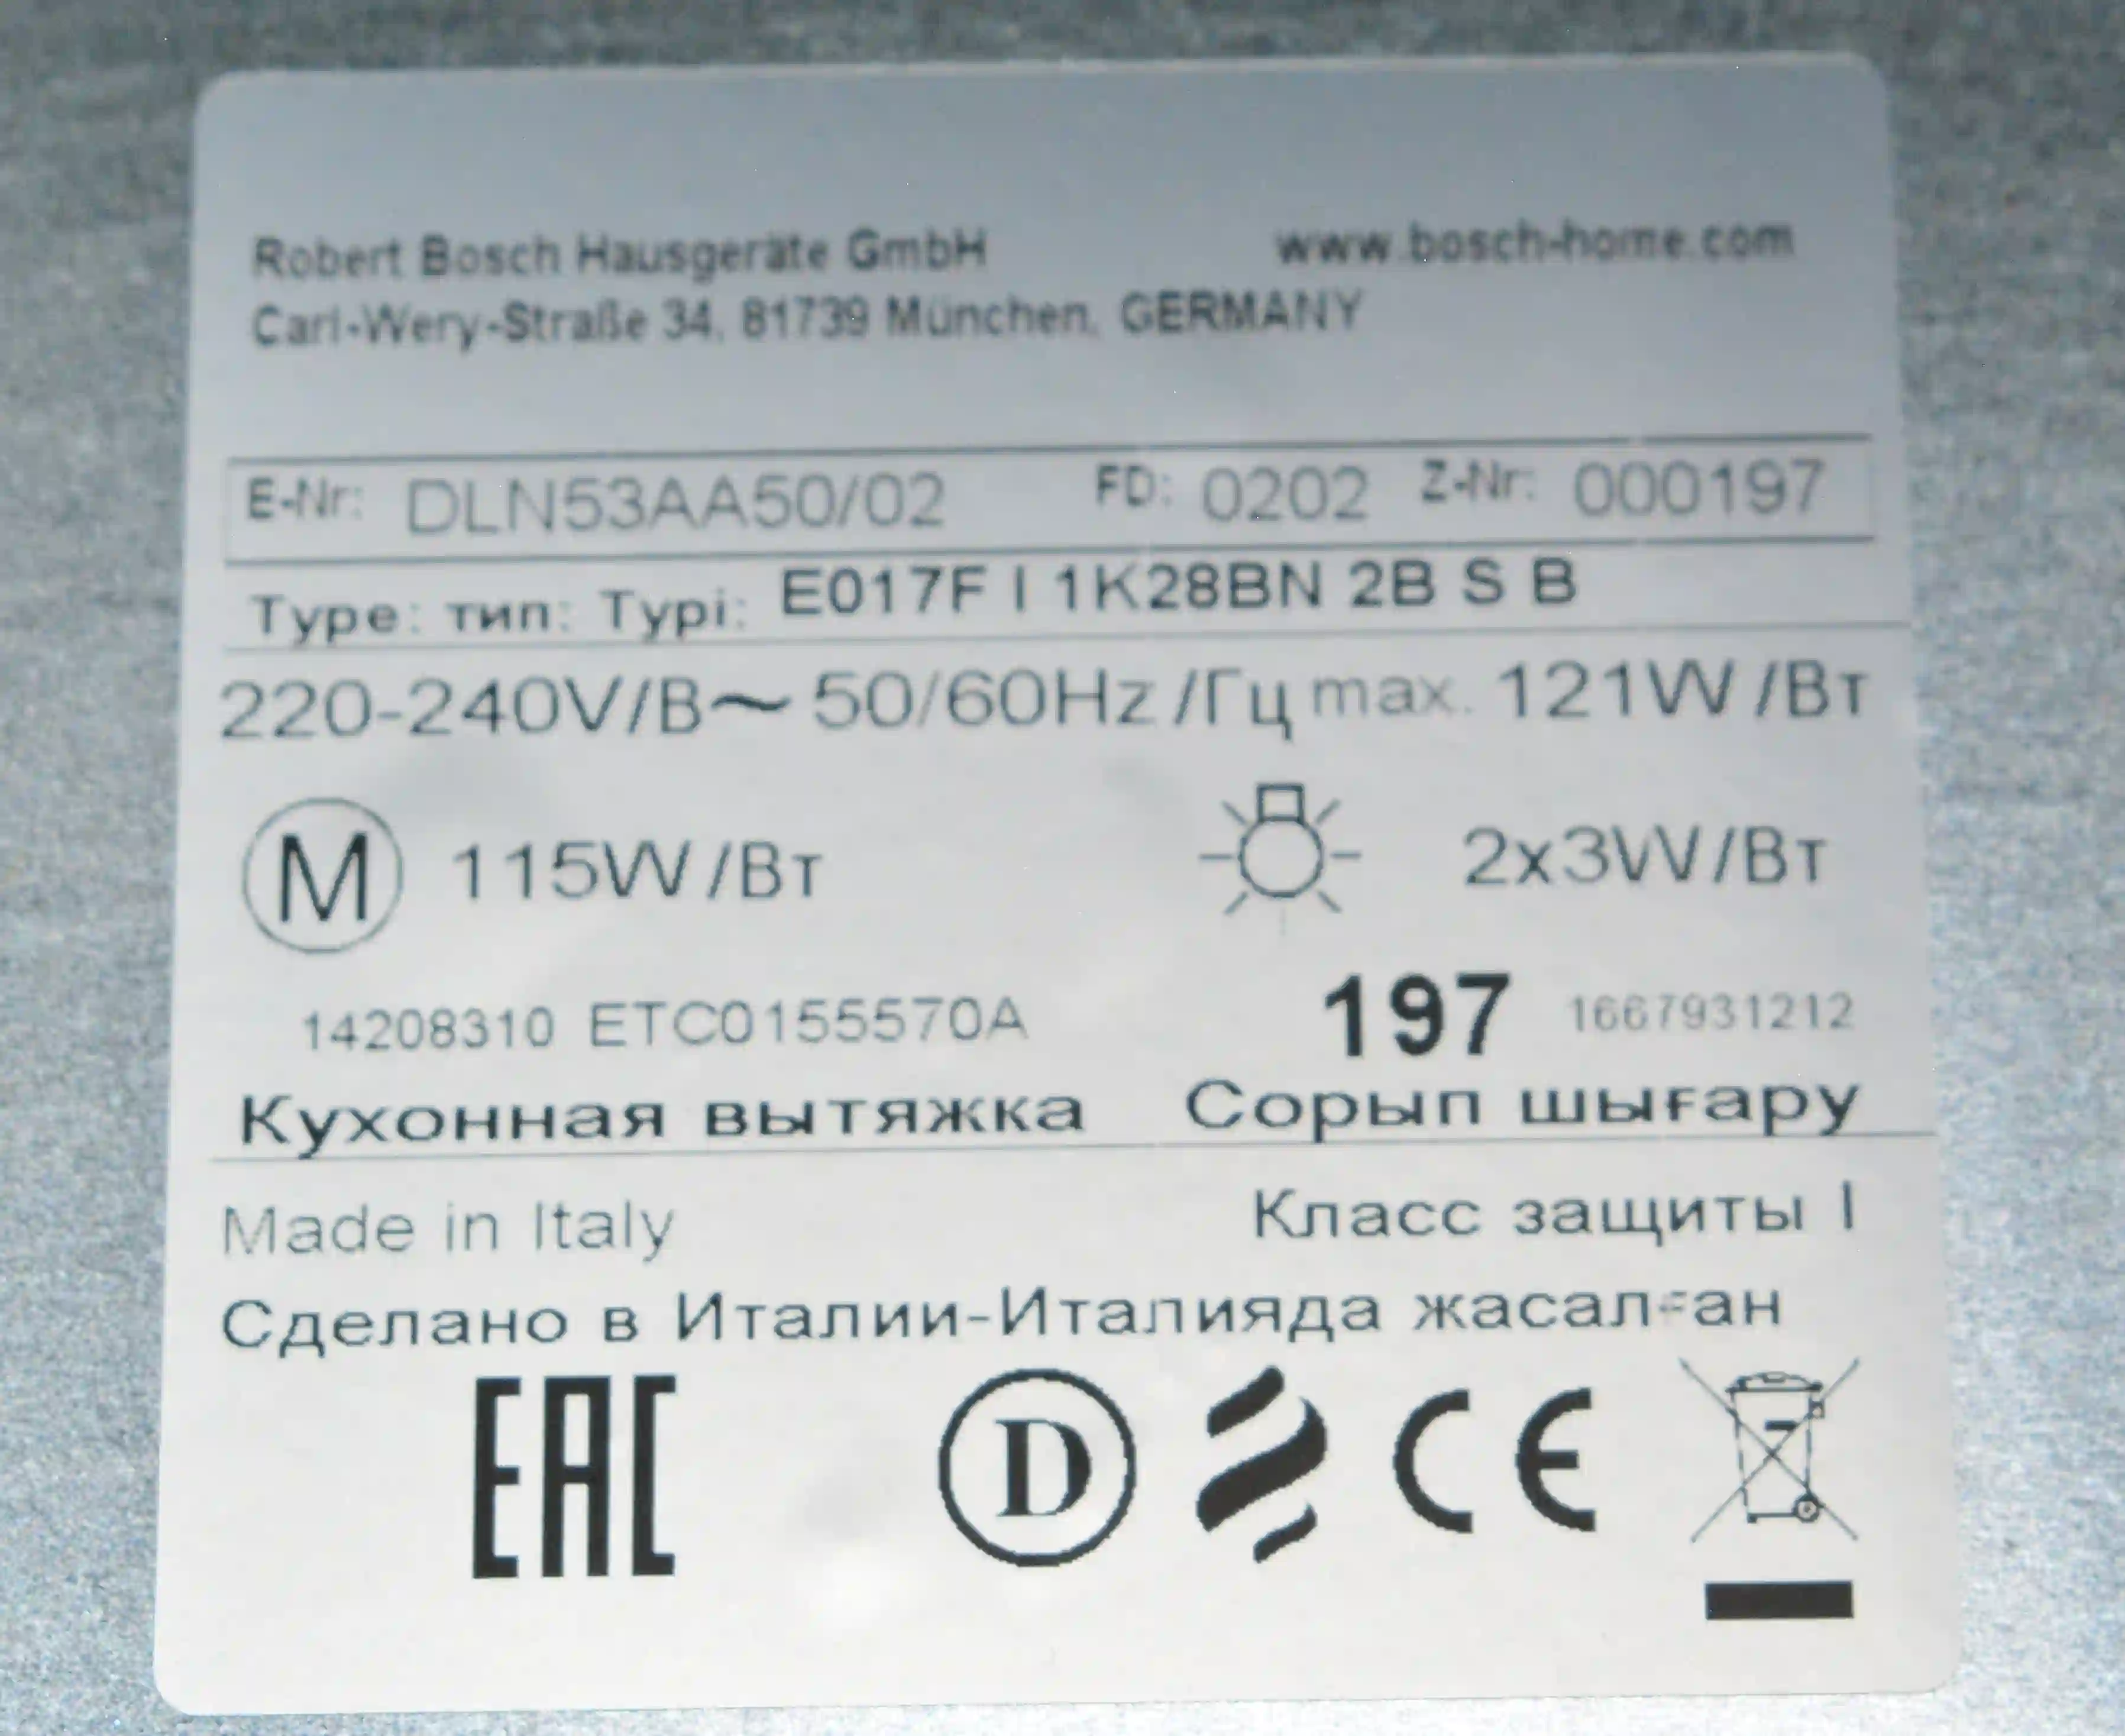 Robert Bosch Hausgeräte GmbH www.bosch-home.com
Carl-Wery-Straße 34, 81739 München, GERMANY
E-Nr: DLN53AA50/02 FD: 0202 Z-Nr: 000197
Type: тип: Typi: E017F I 1K28BN 2B S B
220-240V/В~ 50/60Hz/Гц max. 121W/Вт
M 115W/Вт 2x3W/Вт
14208310 ETC0155570A 197 1667931212
Кухонная вытяжка Сорып шығару
Made in Italy Класс защиты I
Сделано в Италии-Италияда жасалған
EAC D CE